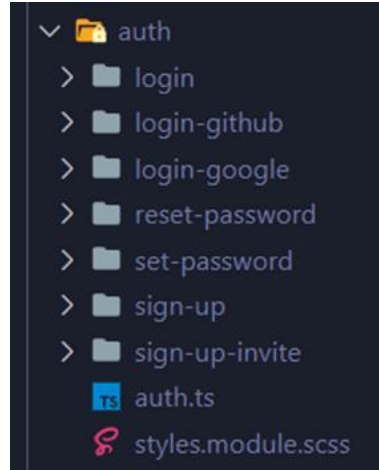 auth
login
login-github
login-google
reset-password
set-password
sign-up
sign-up-invite
TS auth.ts
styles.module.scss